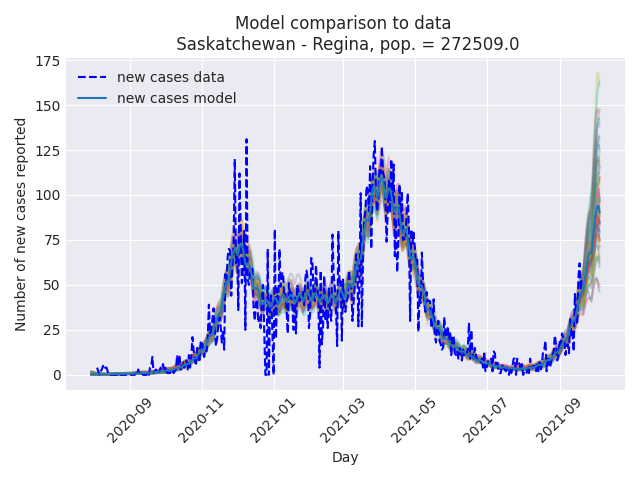 Model comparison to data
Saskatchewan - Regina, pop. = 272509.0
175
150
125
100
75
50
25
0
new cases data
new cases model
Number of new cases reported
2020-09
2020-11
2021-01
2021-03
2021-05
2021-07
2021-09
Day